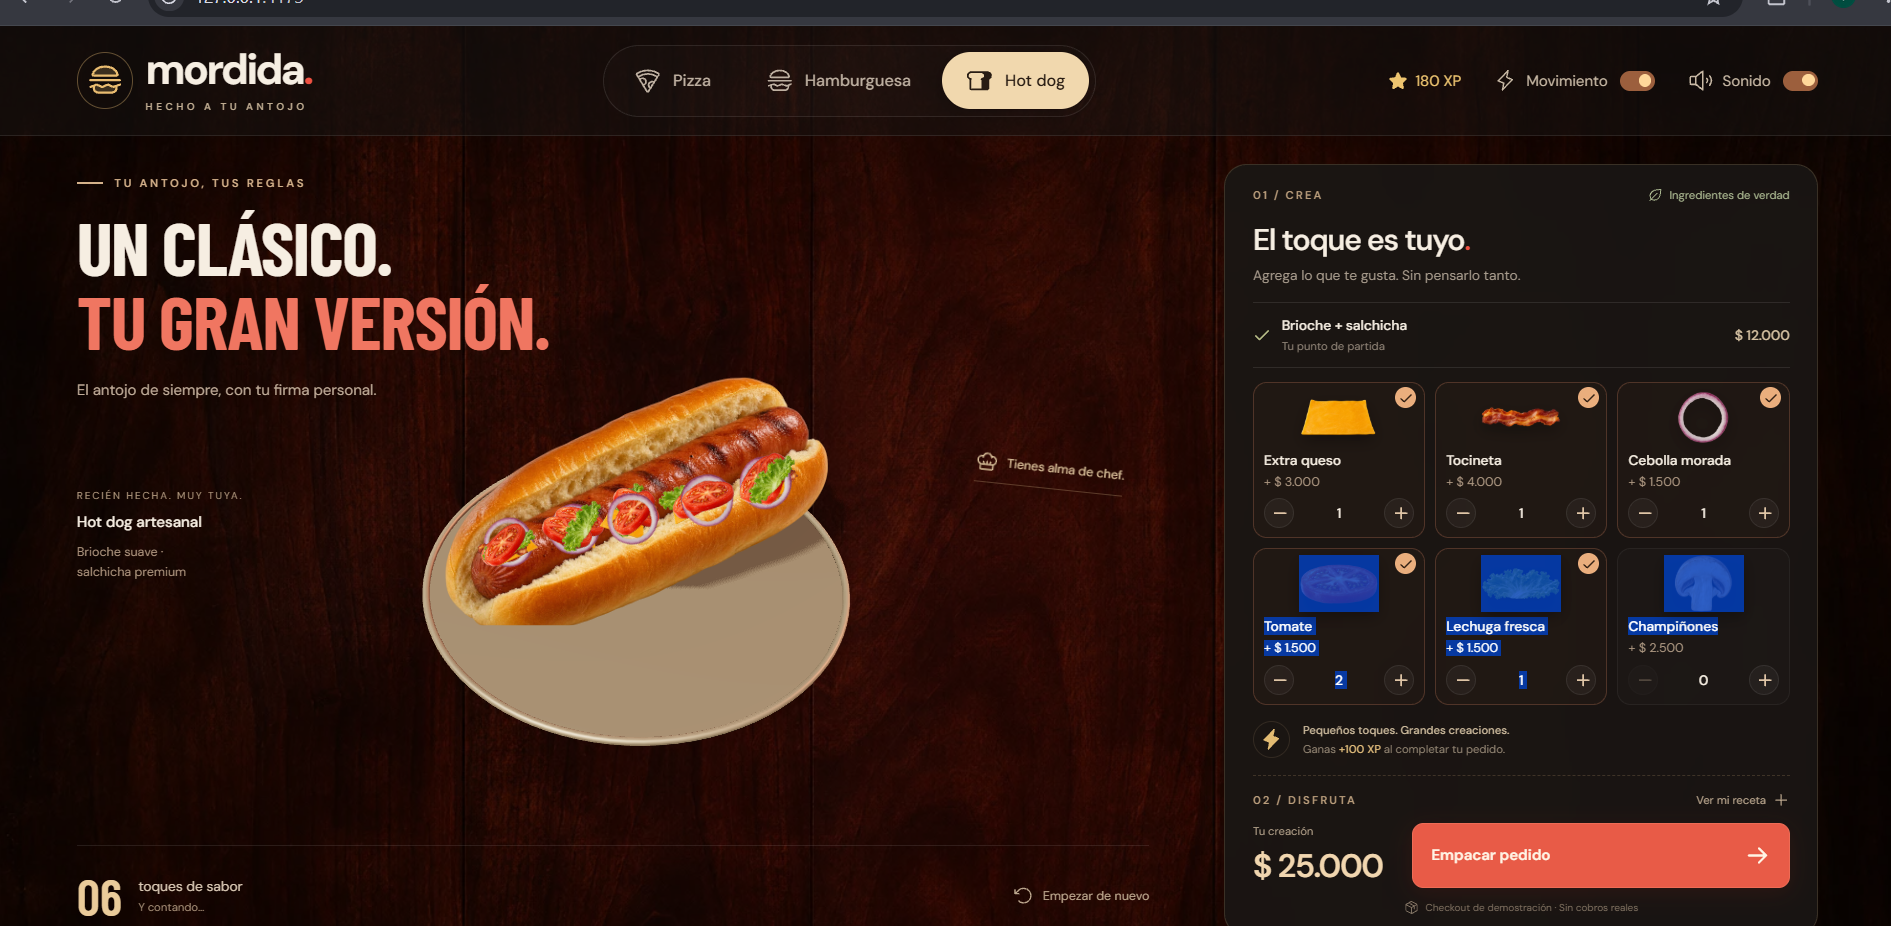 mordida.
HECHO A TU ANTOJO
Pizza
Hamburguesa
Hot dog
180 XP
Movimiento
Sonido
TU ANTOJO, TUS REGLAS
UN CLÁSICO.
TU GRAN VERSIÓN.
El antojo de siempre, con tu firma personal.
RECIÉN HECHA. MUY TUYA.
Hot dog artesanal
Brioche suave ·
salchicha premium
Tienes alma de chef.
06
toques de sabor
Y contando...
Empezar de nuevo
01 / CREA
Ingredientes de verdad
El toque es tuyo.
Agrega lo que te gusta. Sin pensarlo tanto.
Brioche + salchicha
Tu punto de partida
$ 12.000
Extra queso
+ $ 3.000
1
Tocineta
+ $ 4.000
1
Cebolla morada
+ $ 1.500
1
Tomate
+ $ 1.500
2
Lechuga fresca
+ $ 1.500
1
Champiñones
+ $ 2.500
0
Pequeños toques. Grandes creaciones.
Ganas +100 XP al completar tu pedido.
02 / DISFRUTA
Ver mi receta
Tu creación
$ 25.000
Empacar pedido
Checkout de demostración · Sin cobros reales